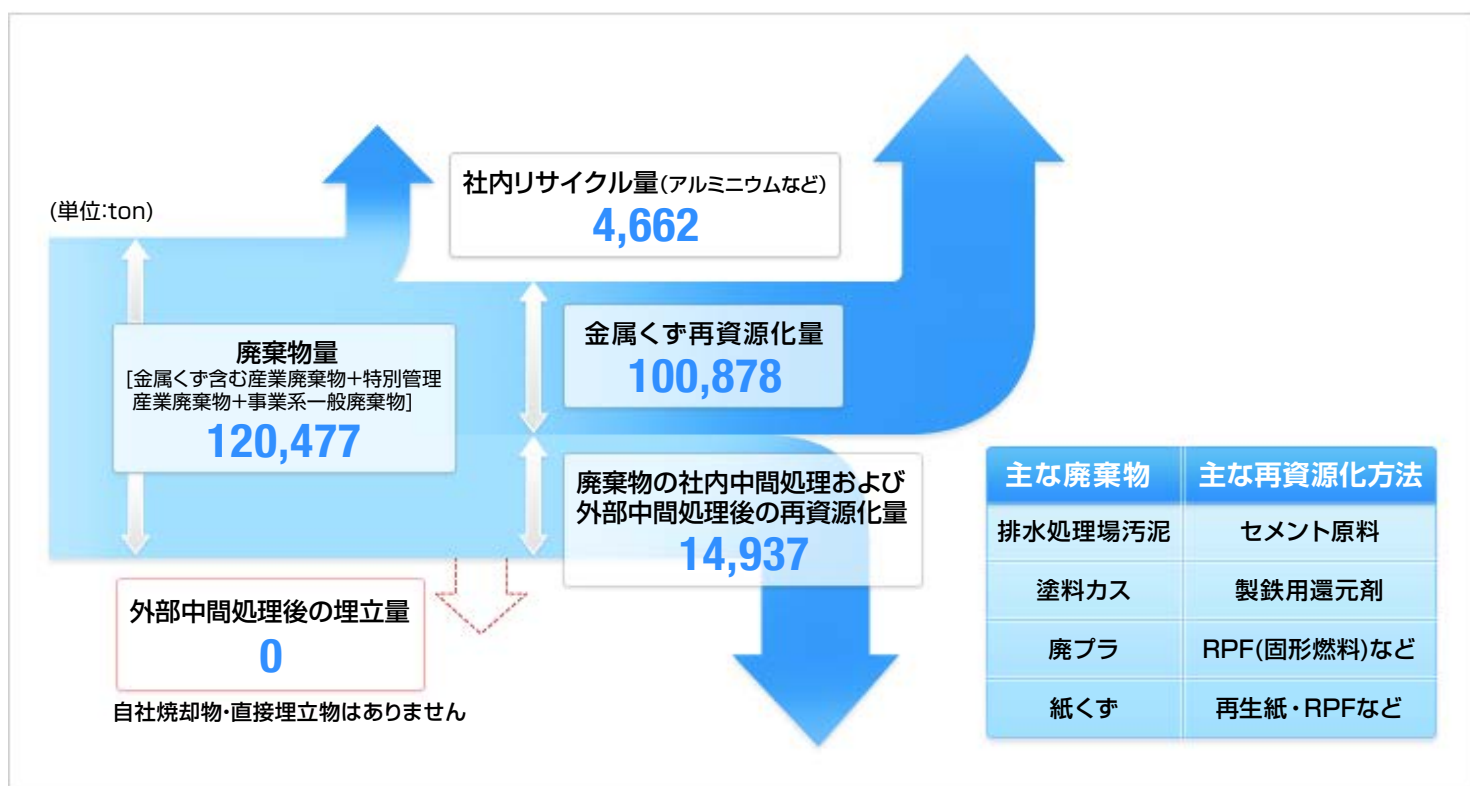 (単位:ton)
社内リサイクル量(アルミニウムなど)
4,662
廃棄物量
[金属くず含む産業廃棄物+特別管理
産業廃棄物+事業系一般廃棄物]
120,477
金属くず再資源化量
100,878
廃棄物の社内中間処理および
外部中間処理後の再資源化量
14,937
外部中間処理後の埋立量
0
自社焼却物・直接埋立物はありません
主な廃棄物 主な再資源化方法
排水処理場汚泥 セメント原料
塗料カス 製鉄用還元剤
廃プラ RPF(固形燃料)など
紙くず 再生紙・RPFなど